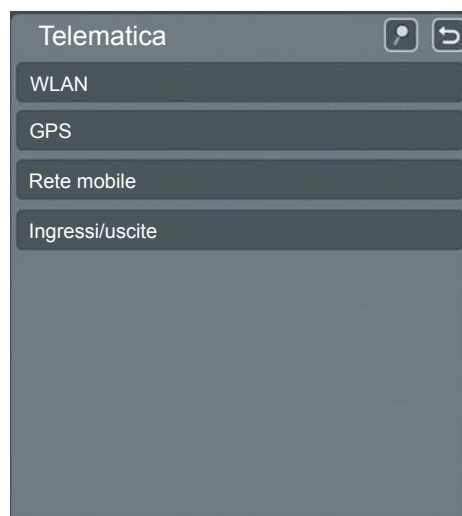 Telematica
WLAN
GPS
Rete mobile
Ingressi/uscite